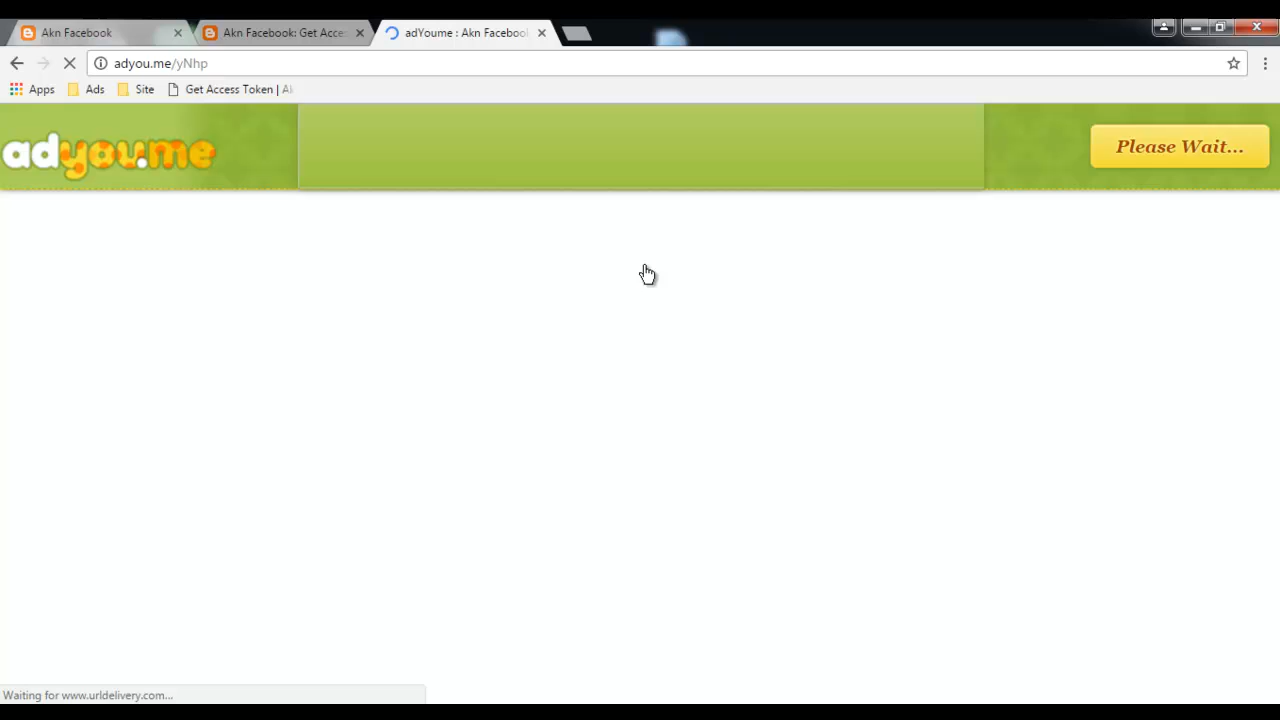 Akn Facebook
Akn Facebook: Get Acce
adYoume : Akn Facebool
adyou.me/yNhp
Apps Ads Site Get Access Token |
adyou.me
Please Wait...
Waiting for www.urldelivery.com...